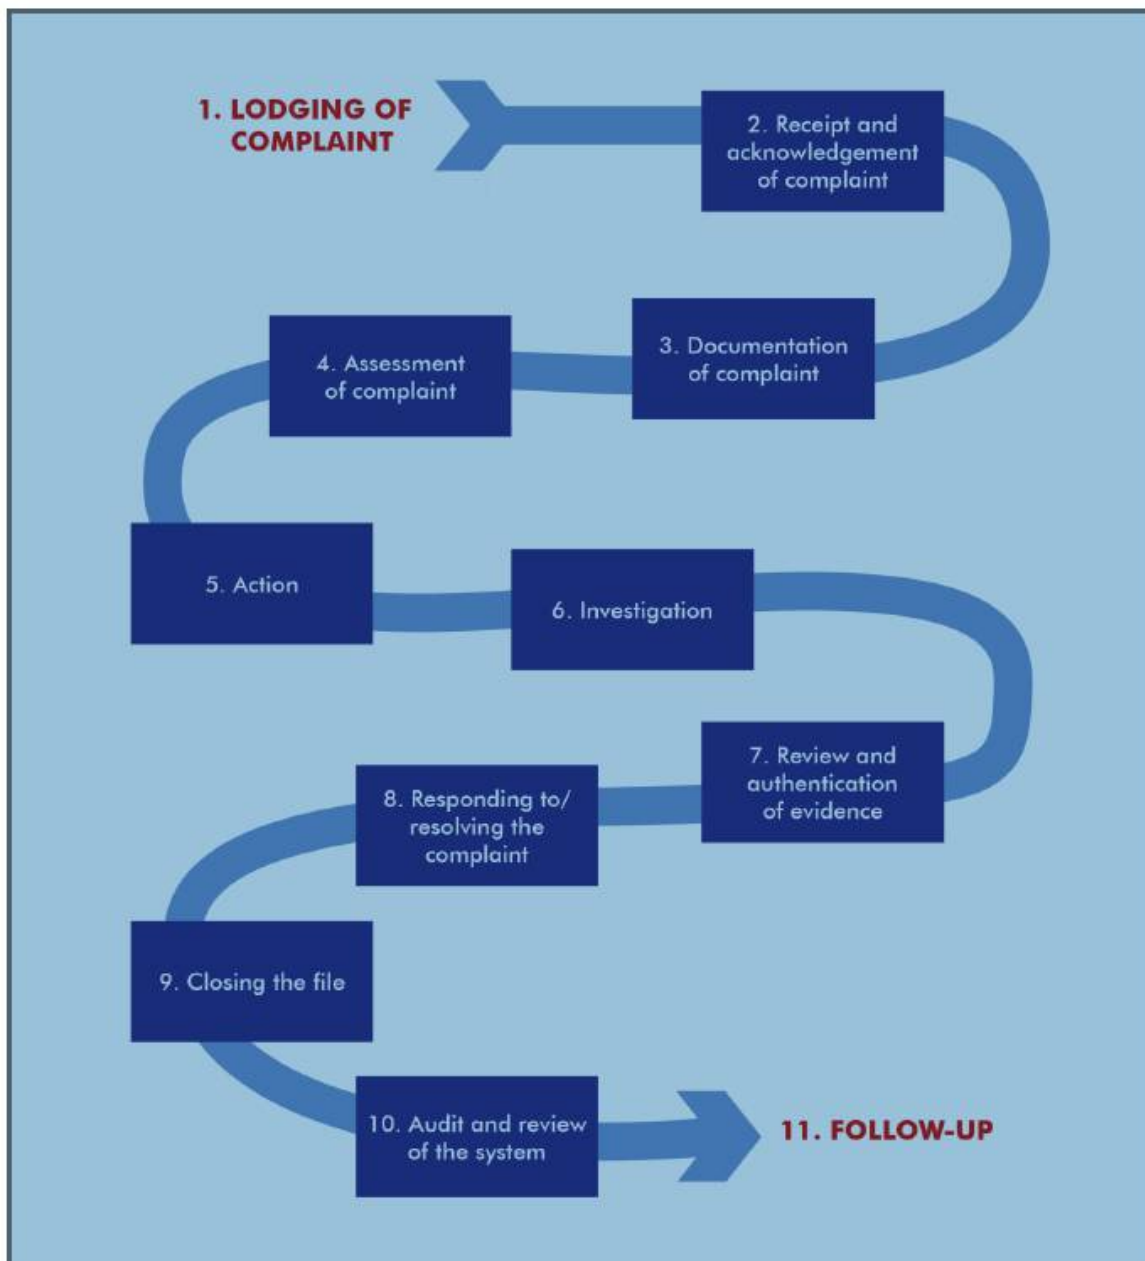 1. LODGING OF
COMPLAINT
2. Receipt and
acknowledgement
of complaint
3. Documentation
of complaint
4. Assessment
of complaint
5. Action
6. Investigation
7. Review and
authentication
of evidence
8. Responding to/
resolving the
complaint
9. Closing the file
10. Audit and review
of the system
11. FOLLOW-UP